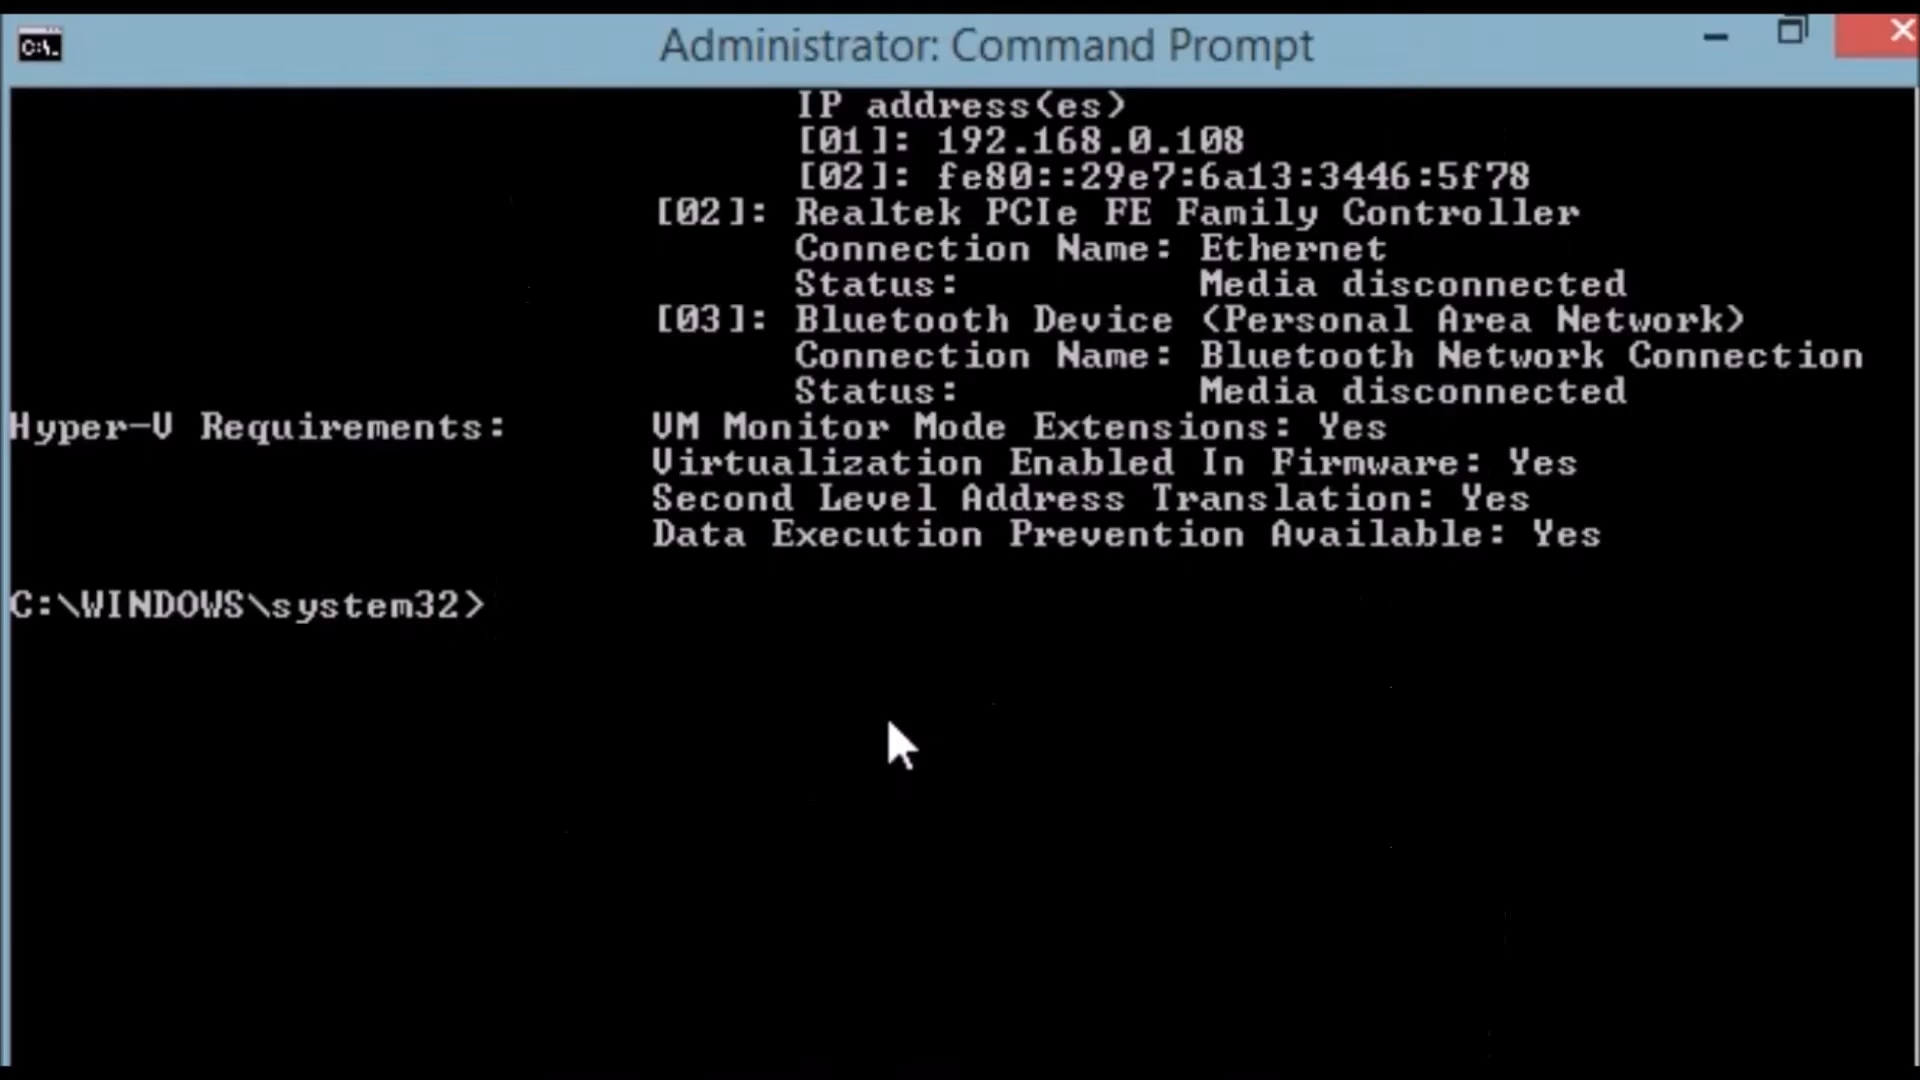 C:\.
Administrator: Command Prompt
IP address(es)
[01]: 192.168.0.108
[02]: fe80::29e7:6a13:3446:5f78
[02]: Realtek PCIe FE Family Controller
Connection Name: Ethernet
Status: Media disconnected
[03]: Bluetooth Device (Personal Area Network)
Connection Name: Bluetooth Network Connection
Status: Media disconnected
Hyper-V Requirements: VM Monitor Mode Extensions: Yes
Virtualization Enabled In Firmware: Yes
Second Level Address Translation: Yes
Data Execution Prevention Available: Yes
C:\WINDOWS\system32>